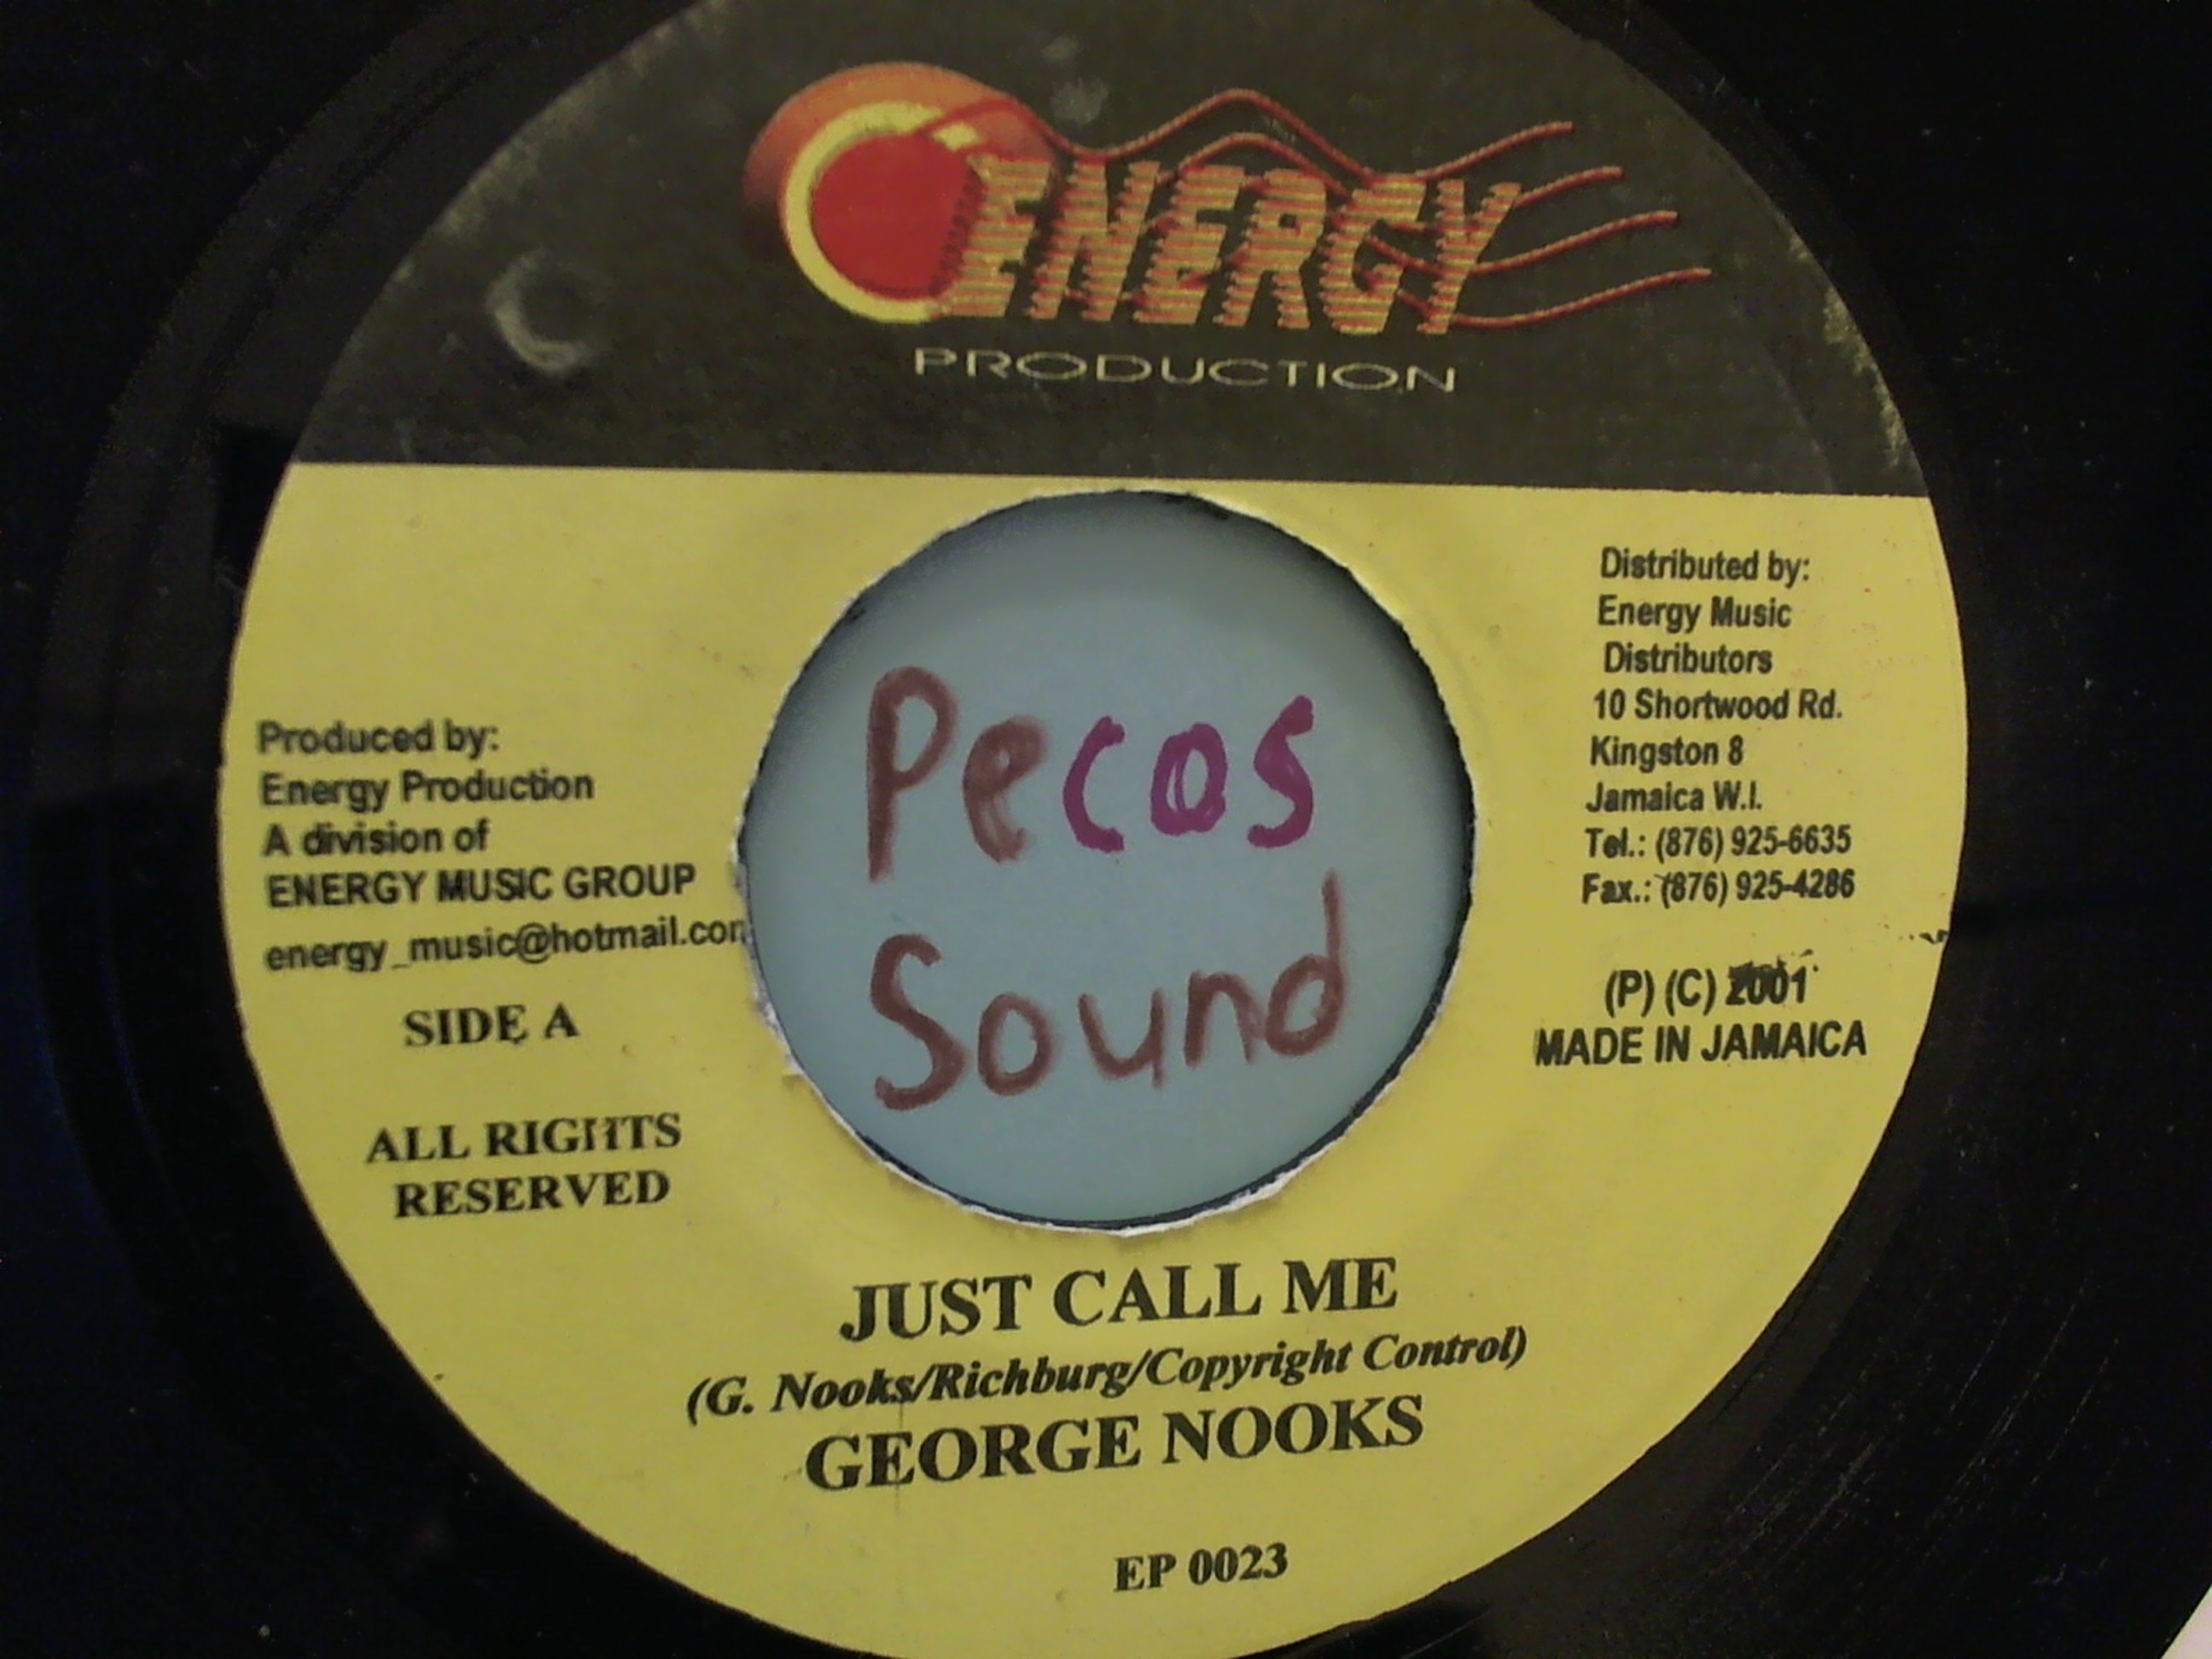 ENERGY
PRODUCTION
Produced by:
Energy Production
A division of
ENERGY MUSIC GROUP
energy_music@hotmail.com
SIDE A
ALL RIGHTS
RESERVED
Pecos
Sound
Distributed by:
Energy Music
Distributors
10 Shortwood Rd.
Kingston 8
Jamaica W.I.
Tel.: (876) 925-6635
Fax.: (876) 925-4286
(P) (C) 2001
MADE IN JAMAICA
JUST CALL ME
(G. Nooks/Richburg/Copyright Control)
GEORGE NOOKS
EP 0023